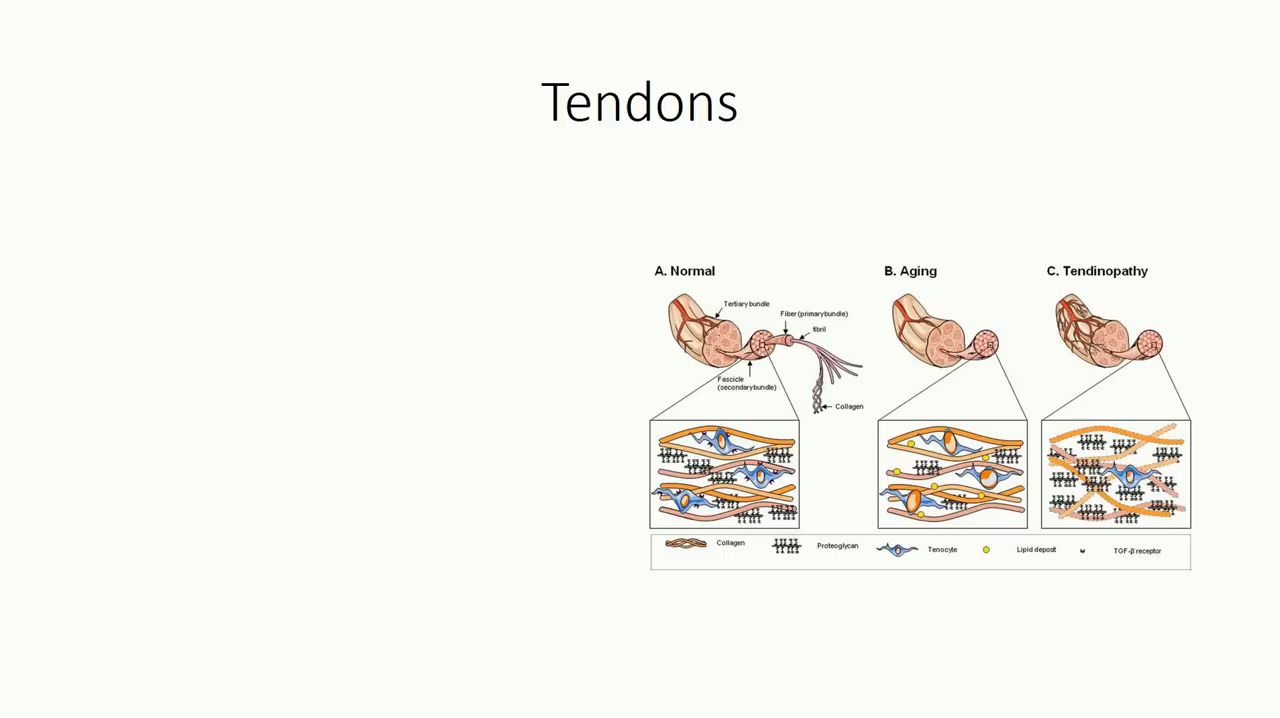 Tendons
A. Normal
B. Aging
C. Tendinopathy
Tertiary bundle
Fiber (primary bundle)
fibril
Fascicle
(secondary bundle)
Collagen
Collagen
Proteoglycan
Tenocyte
Lipid deposit
TGF-β receptor